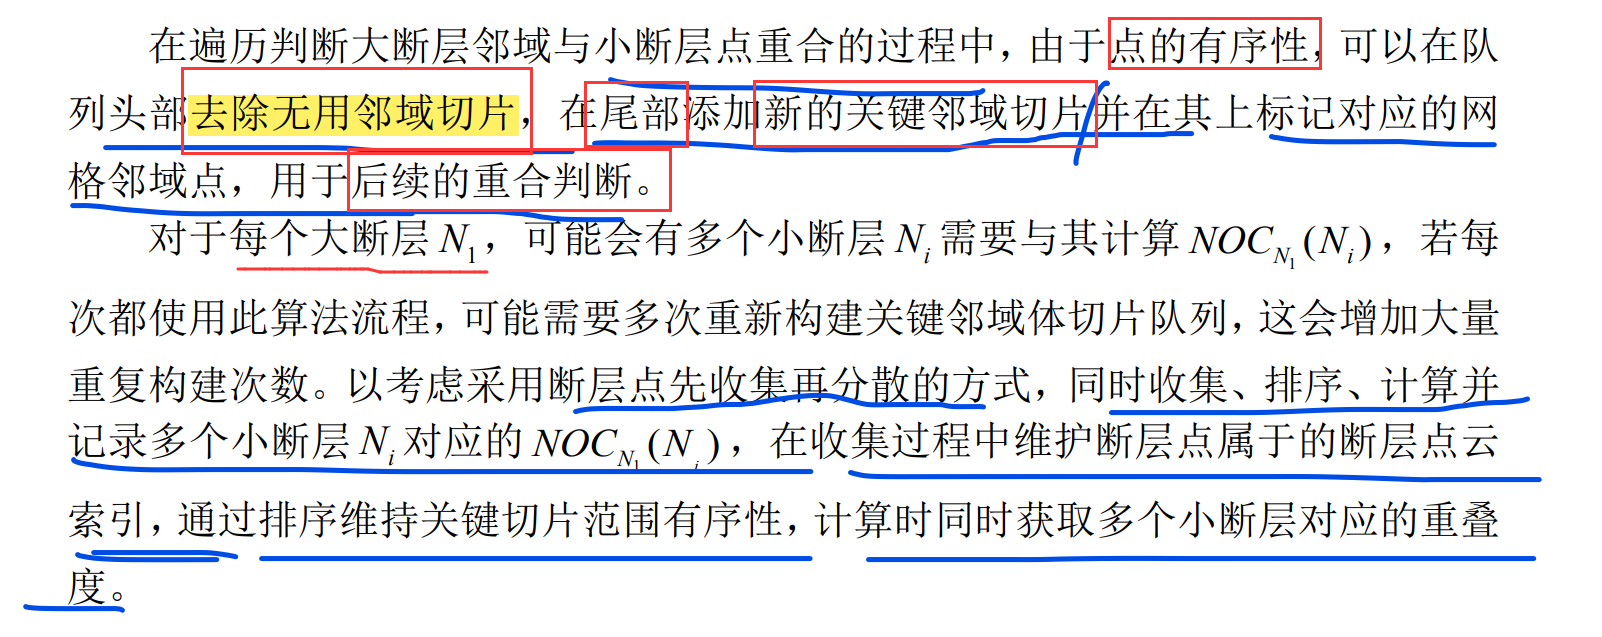 在遍历判断大断层邻域与小断层点重合的过程中，由于点的有序性，可以在队
列头部去除无用邻域切片，在尾部添加新的关键邻域切片并在其上标记对应的网
格邻域点，用于后续的重合判断。
对于每个大断层 N₁，可能会有多个小断层 Nᵢ 需要与其计算 NOC_{N₁}(Nᵢ)，若每
次都使用此算法流程，可能需要多次重新构建关键邻域体切片队列，这会增加大量
重复构建次数。以考虑采用断层点先收集再分散的方式，同时收集、排序、计算并
记录多个小断层 Nᵢ 对应的 NOC_{N₁}(Nᵢ)，在收集过程中维护断层点属于的断层点云
索引，通过排序维持关键切片范围有序性，计算时同时获取多个小断层对应的重叠
度。